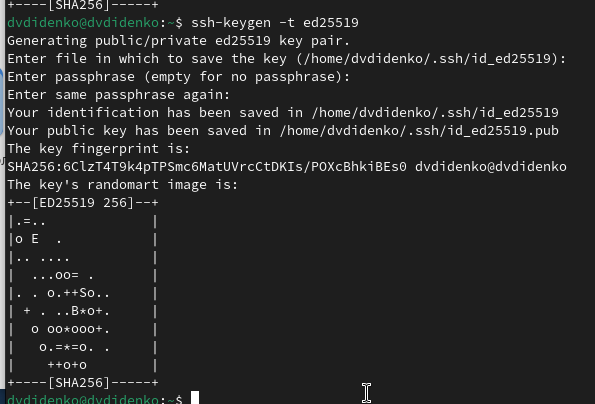 +----[SHA256]-----+
dvdidenko@dvdidenko:~$ ssh-keygen -t ed25519
Generating public/private ed25519 key pair.
Enter file in which to save the key (/home/dvdidenko/.ssh/id_ed25519):
Enter passphrase (empty for no passphrase):
Enter same passphrase again:
Your identification has been saved in /home/dvdidenko/.ssh/id_ed25519
Your public key has been saved in /home/dvdidenko/.ssh/id_ed25519.pub
The key fingerprint is:
SHA256:6ClzT4T9k4pTPSmc6MatUVrcCtDKIs/POXcBhkiBEs0 dvdidenko@dvdidenko
The key's randomart image is:
+--[ED25519 256]--+
|.=..             |
|o E  .           |
|.. ....          |
|  ...oo= .       |
|. . o.++So..     |
| + . ..B*o+.     |
|  o oo*ooo+.     |
|   o.=*=o. .     |
|    ++o+o        |
+----[SHA256]-----+
dvdidenko@dvdidenko:~$